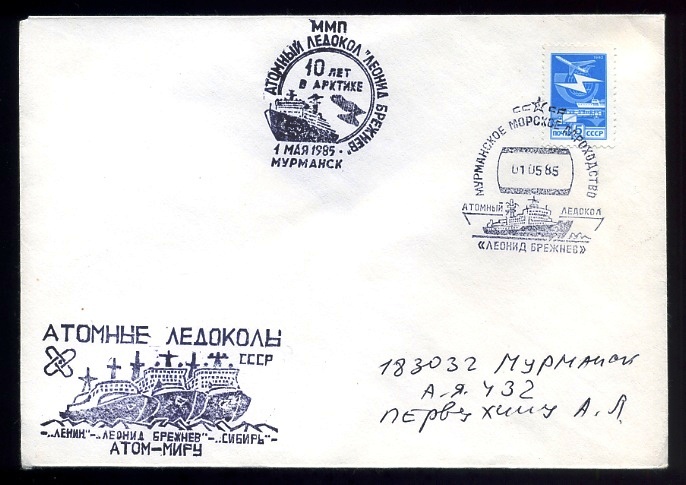 ММП
АТОМНЫЙ ЛЕДОКОЛ "ЛЕОНИД БРЕЖНЕВ"
10 ЛЕТ
В АРКТИКЕ
1 МАЯ 1985 •
МУРМАНСК
ПОЧТА СССР
МУРМАНСКОЕ МОРСКОЕ ПАРОХОДСТВО
01 05 85
АТОМНЫЙ ЛЕДОКОЛ
«ЛЕОНИД БРЕЖНЕВ»
АТОМНЫЕ ЛЕДОКОЛЫ
СССР
-„ЛЕНИН"-„ЛЕОНИД БРЕЖНЕВ"-„СИБИРЬ"-
АТОМ-МИРУ
183032 Мурманск
А.Я. 432
Первухину А.Л